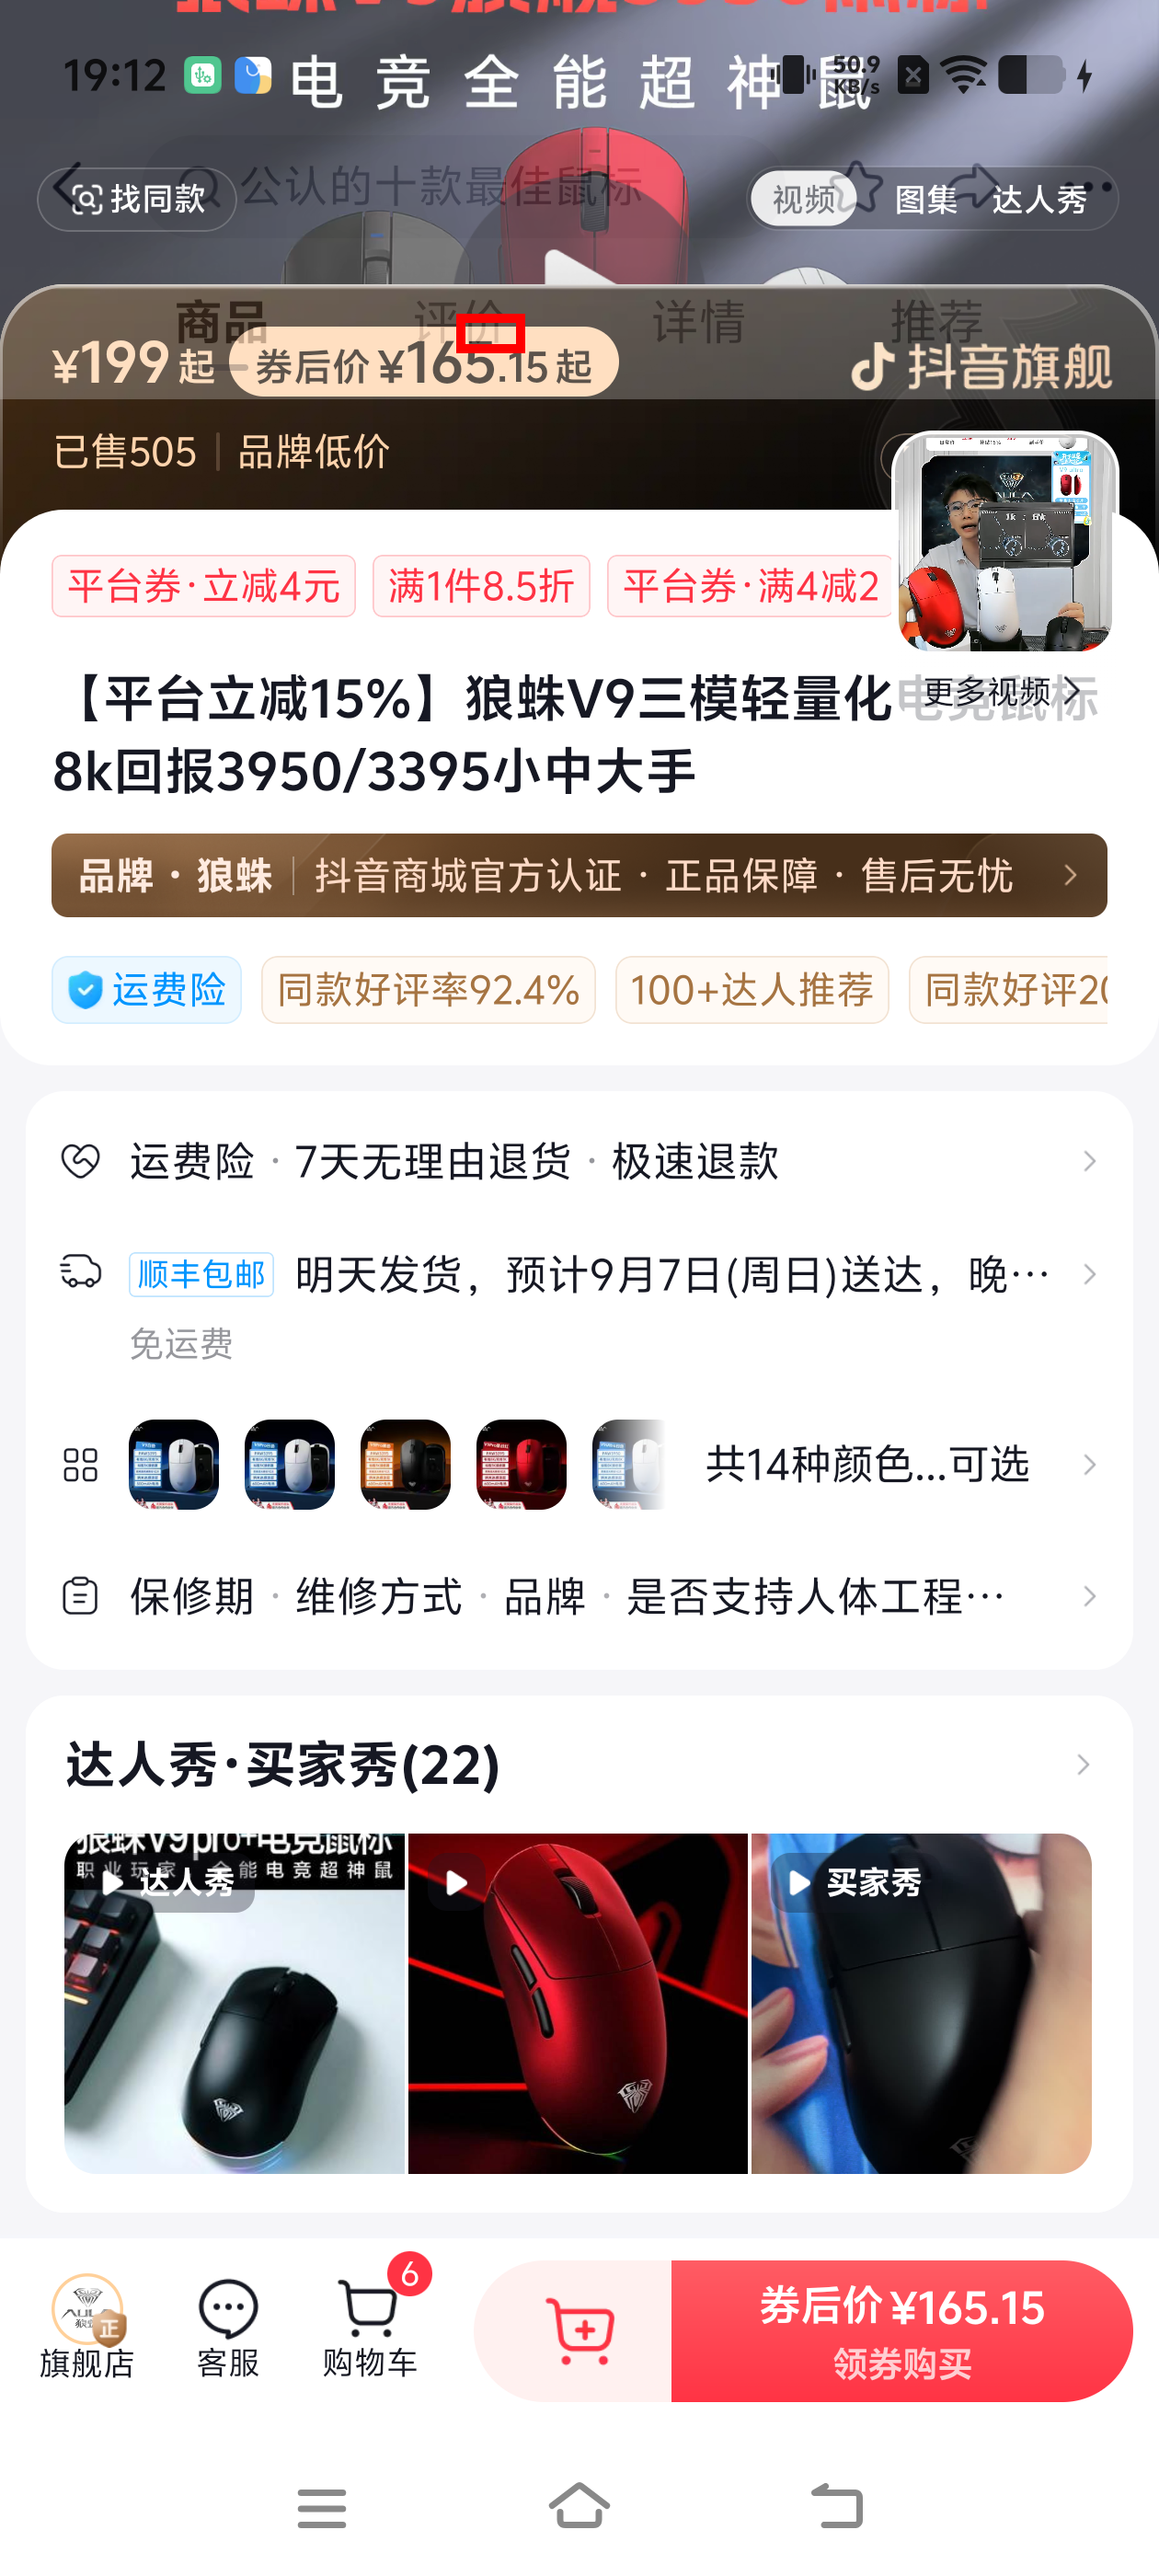 电竞全能超神鼠
19:12
50.9
KB/s
公认的十款最佳鼠标
找同款
视频 图集 达人秀
商品 评价 详情 推荐
¥199起 券后价 ¥165.15起
抖音旗舰
已售505 | 品牌低价
平台券·立减4元 满1件8.5折 平台券·满4减2
【平台立减15%】狼蛛V9三模轻量化电竞鼠标
更多视频
8k回报3950/3395小中大手
品牌·狼蛛 | 抖音商城官方认证 · 正品保障 · 售后无忧
运费险 同款好评率92.4% 100+达人推荐 同款好评20
运费险 · 7天无理由退货 · 极速退款
顺丰包邮 明天发货，预计9月7日(周日)送达，晚…
免运费
共14种颜色...可选
保修期 · 维修方式 · 品牌 · 是否支持人体工程…
达人秀·买家秀(22)
狼蛛V9pro+电竞鼠标
达人秀
买家秀
AULA
正
6
券后价 ¥165.15
旗舰店 客服 购物车
领券购买